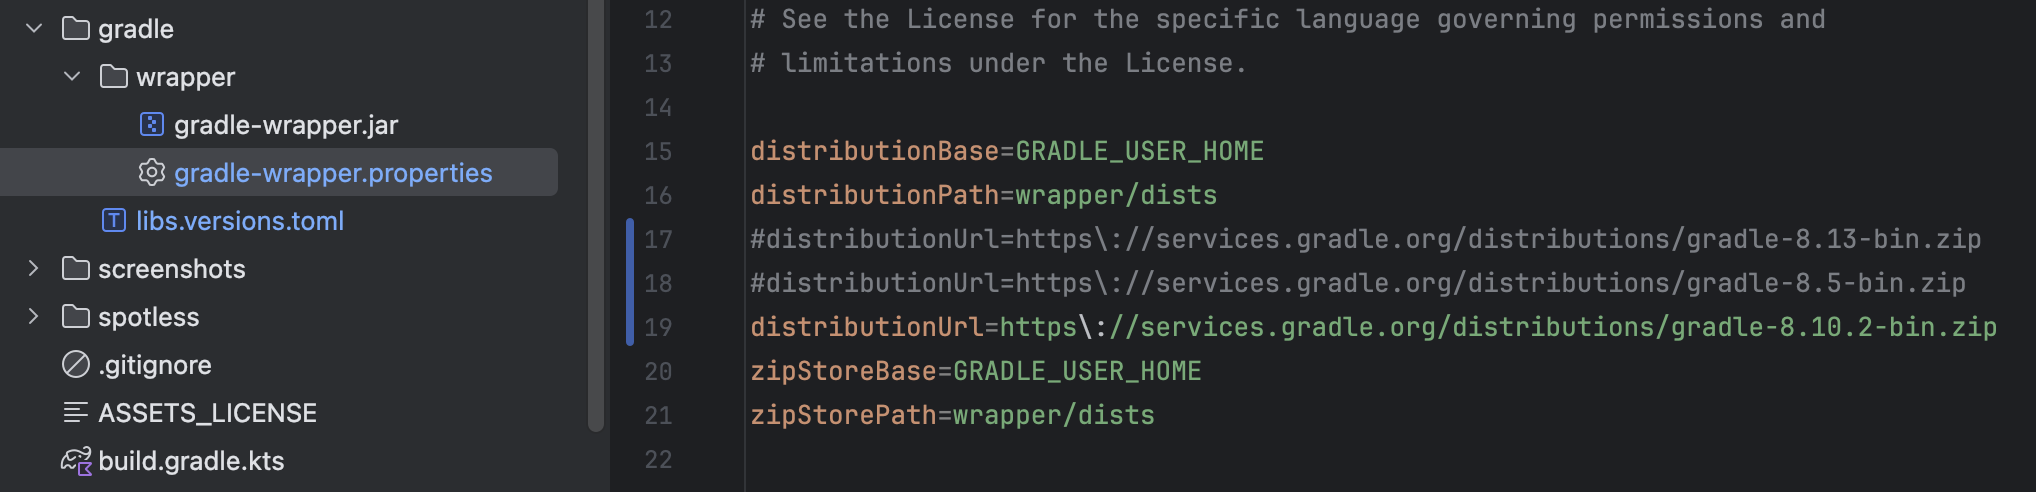 gradle
wrapper
gradle-wrapper.jar
gradle-wrapper.properties
libs.versions.toml
screenshots
spotless
.gitignore
ASSETS_LICENSE
build.gradle.kts
12 # See the License for the specific language governing permissions and
13 # limitations under the License.
14
15 distributionBase=GRADLE_USER_HOME
16 distributionPath=wrapper/dists
17 #distributionUrl=https\://services.gradle.org/distributions/gradle-8.13-bin.zip
18 #distributionUrl=https\://services.gradle.org/distributions/gradle-8.5-bin.zip
19 distributionUrl=https\://services.gradle.org/distributions/gradle-8.10.2-bin.zip
20 zipStoreBase=GRADLE_USER_HOME
21 zipStorePath=wrapper/dists
22